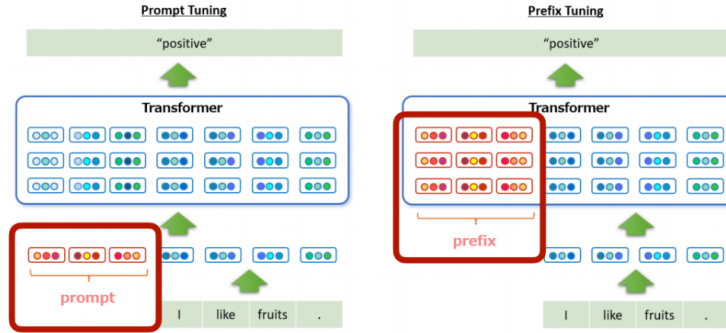 Prompt Tuning
"positive"
Transformer
prompt
I like fruits .
Prefix Tuning
"positive"
Transformer
prefix
I like fruits .